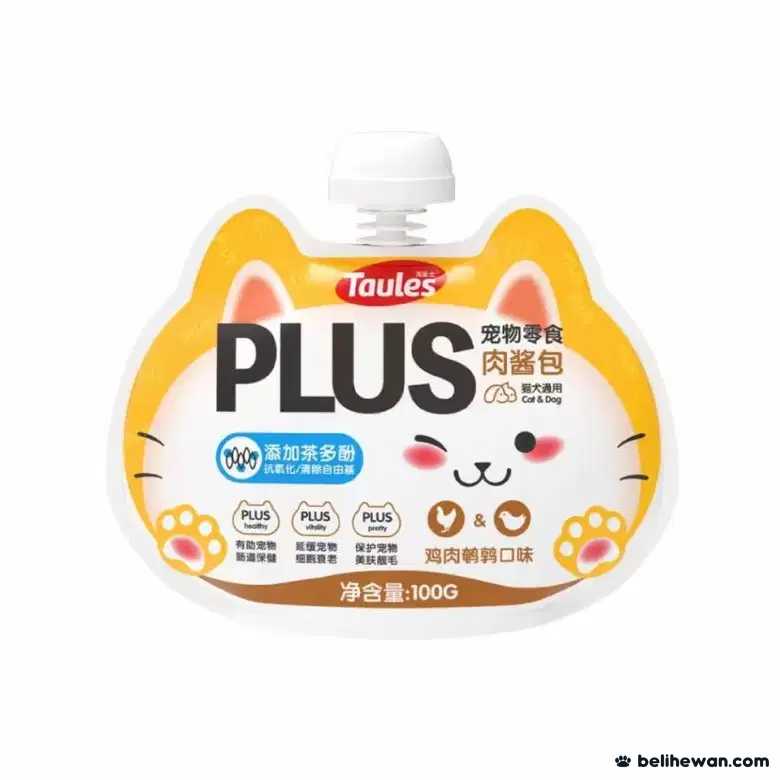 Taules
PLUS
宠物零食
肉酱包
猫犬通用
Cat & Dog
添加茶多酚
抗氧化/清除自由基
PLUS
healthy
有助宠物
肠道保健
PLUS
vitality
延缓宠物
细胞衰老
PLUS
pretty
保护宠物
美肤靓毛
&
鸡肉鹌鹑口味
净含量:100G
belihewan.com